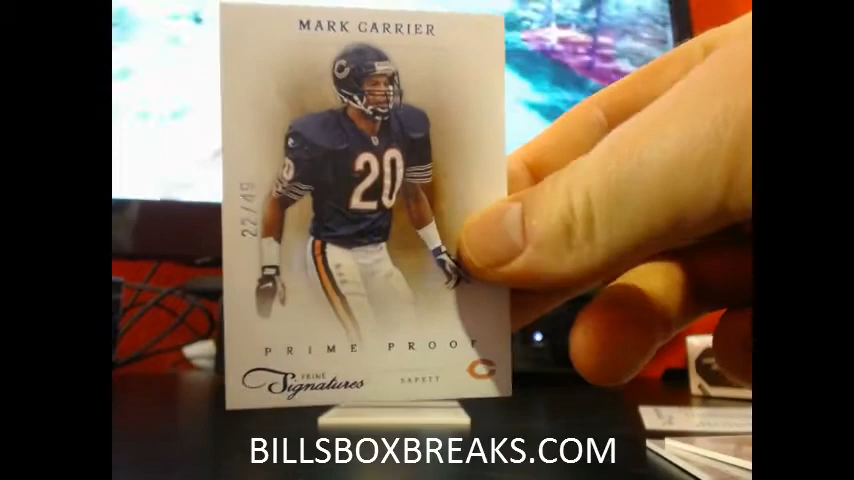 MARK CARRIER
20
22/49
PRIME PROOF
PRIME
Signatures
SAFETY
BILLSBOXBREAKS.COM